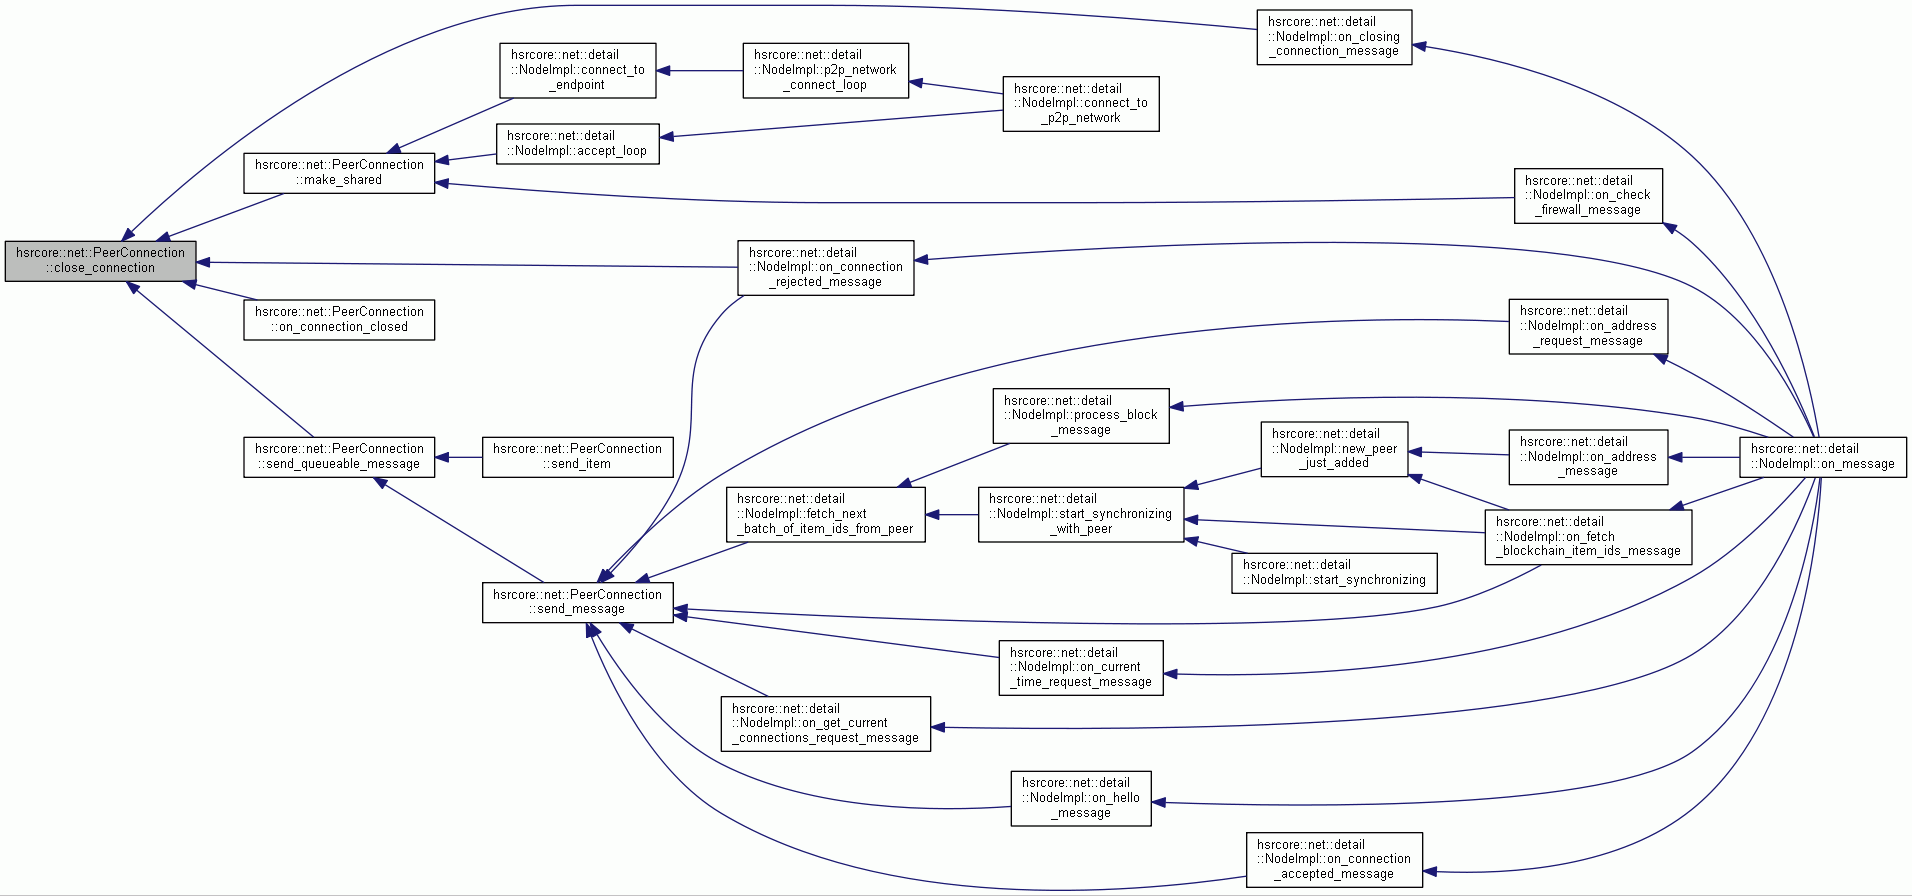 hsrcore::net::detail
::NodeImpl::on_closing
_connection_message
hsrcore::net::detail
::NodeImpl::connect_to
_endpoint
hsrcore::net::detail
::NodeImpl::p2p_network
_connect_loop
hsrcore::net::detail
::NodeImpl::connect_to
_p2p_network
hsrcore::net::detail
::NodeImpl::accept_loop
hsrcore::net::PeerConnection
::make_shared
hsrcore::net::detail
::NodeImpl::on_check
_firewall_message
hsrcore::net::PeerConnection
::close_connection
hsrcore::net::detail
::NodeImpl::on_connection
_rejected_message
hsrcore::net::PeerConnection
::on_connection_closed
hsrcore::net::detail
::NodeImpl::on_address
_request_message
hsrcore::net::detail
::NodeImpl::process_block
_message
hsrcore::net::PeerConnection
::send_queueable_message
hsrcore::net::PeerConnection
::send_item
hsrcore::net::detail
::NodeImpl::new_peer
_just_added
hsrcore::net::detail
::NodeImpl::on_address
_message
hsrcore::net::detail
::NodeImpl::on_message
hsrcore::net::detail
::NodeImpl::fetch_next
_batch_of_item_ids_from_peer
hsrcore::net::detail
::NodeImpl::start_synchronizing
_with_peer
hsrcore::net::detail
::NodeImpl::on_fetch
_blockchain_item_ids_message
hsrcore::net::detail
::NodeImpl::start_synchronizing
hsrcore::net::PeerConnection
::send_message
hsrcore::net::detail
::NodeImpl::on_current
_time_request_message
hsrcore::net::detail
::NodeImpl::on_get_current
_connections_request_message
hsrcore::net::detail
::NodeImpl::on_hello
_message
hsrcore::net::detail
::NodeImpl::on_connection
_accepted_message